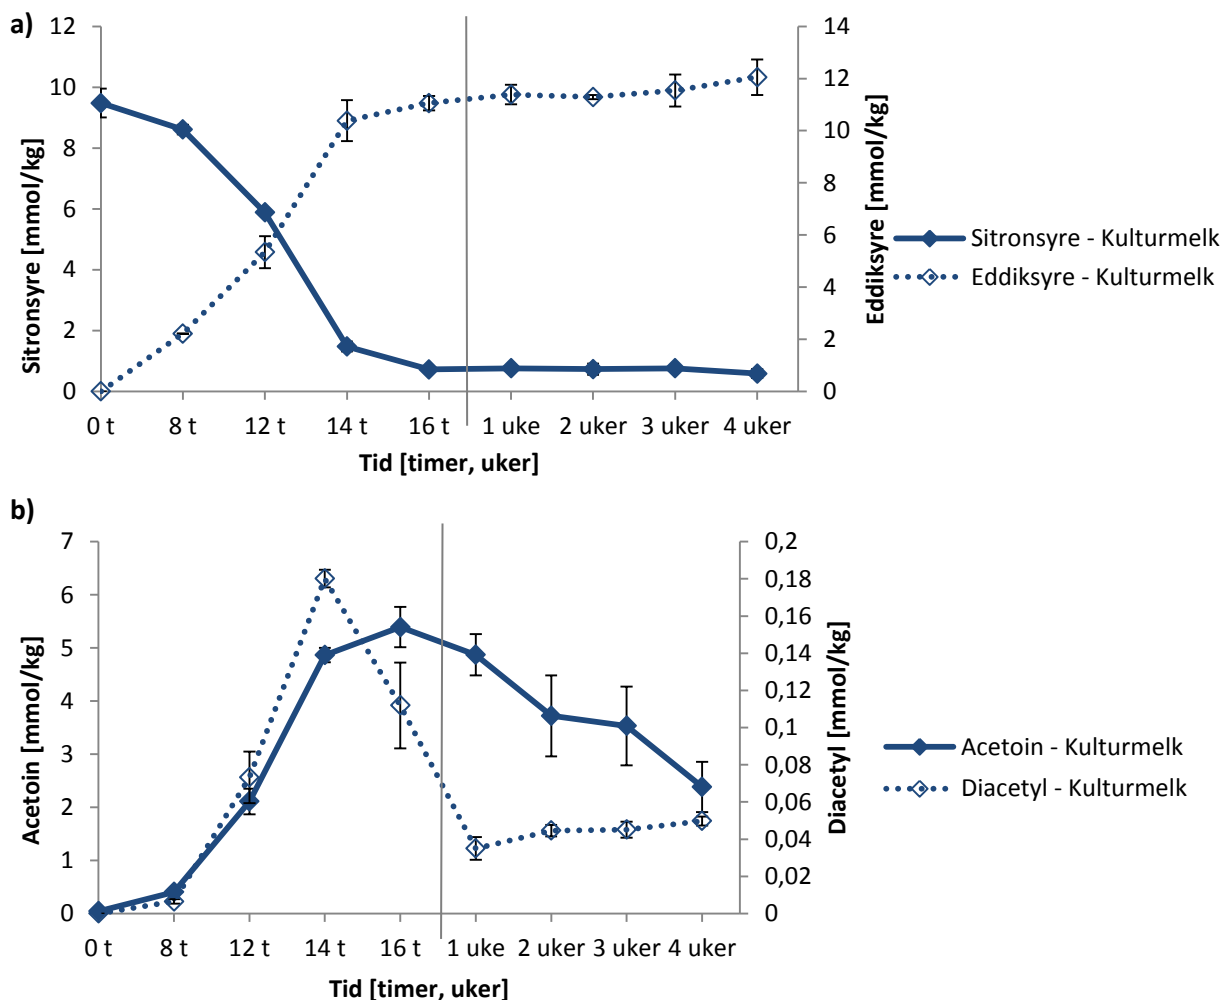 a)
12
10
8
6
4
2
0
Sitronsyre [mmol/kg]
14
12
10
8
6
4
2
0
Eddiksyre [mmol/kg]
0 t 8 t 12 t 14 t 16 t 1 uke 2 uker 3 uker 4 uker
Tid [timer, uker]
Sitronsyre - Kulturmelk
Eddiksyre - Kulturmelk
b)
7
6
5
4
3
2
1
0
Acetoin [mmol/kg]
0,2
0,18
0,16
0,14
0,12
0,1
0,08
0,06
0,04
0,02
0
Diacetyl [mmol/kg]
0 t 8 t 12 t 14 t 16 t 1 uke 2 uker 3 uker 4 uker
Tid [timer, uker]
Acetoin - Kulturmelk
Diacetyl - Kulturmelk